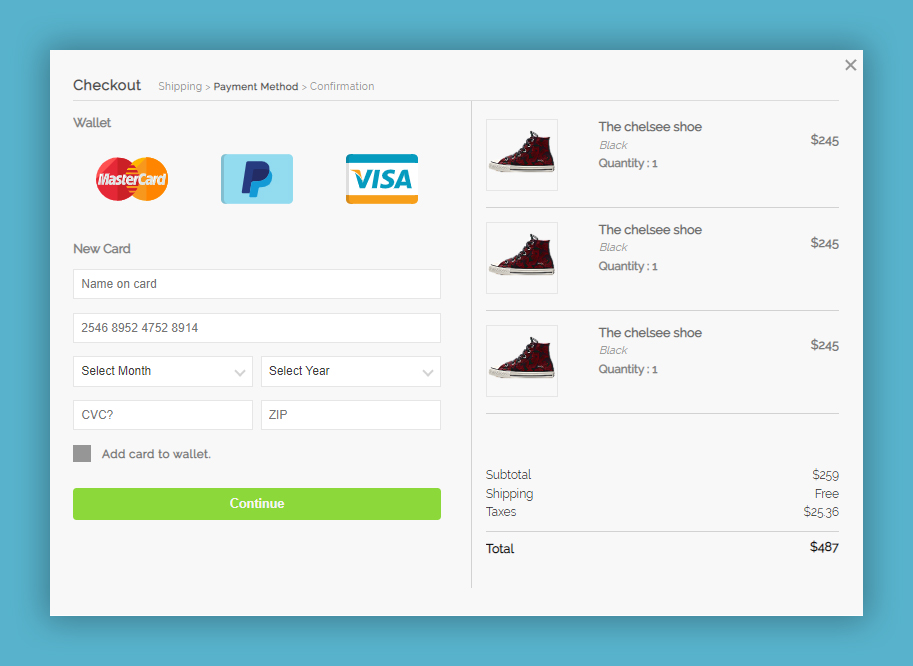 Checkout
Shipping > Payment Method > Confirmation
Wallet
MasterCard
P
VISA
New Card
Name on card
2546 8952 4752 8914
Select Month
Select Year
CVC?
ZIP
Add card to wallet.
Continue
The chelsee shoe
$245
Black
Quantity : 1
The chelsee shoe
$245
Black
Quantity : 1
The chelsee shoe
$245
Black
Quantity : 1
Subtotal $259
Shipping Free
Taxes $25.36
Total $487